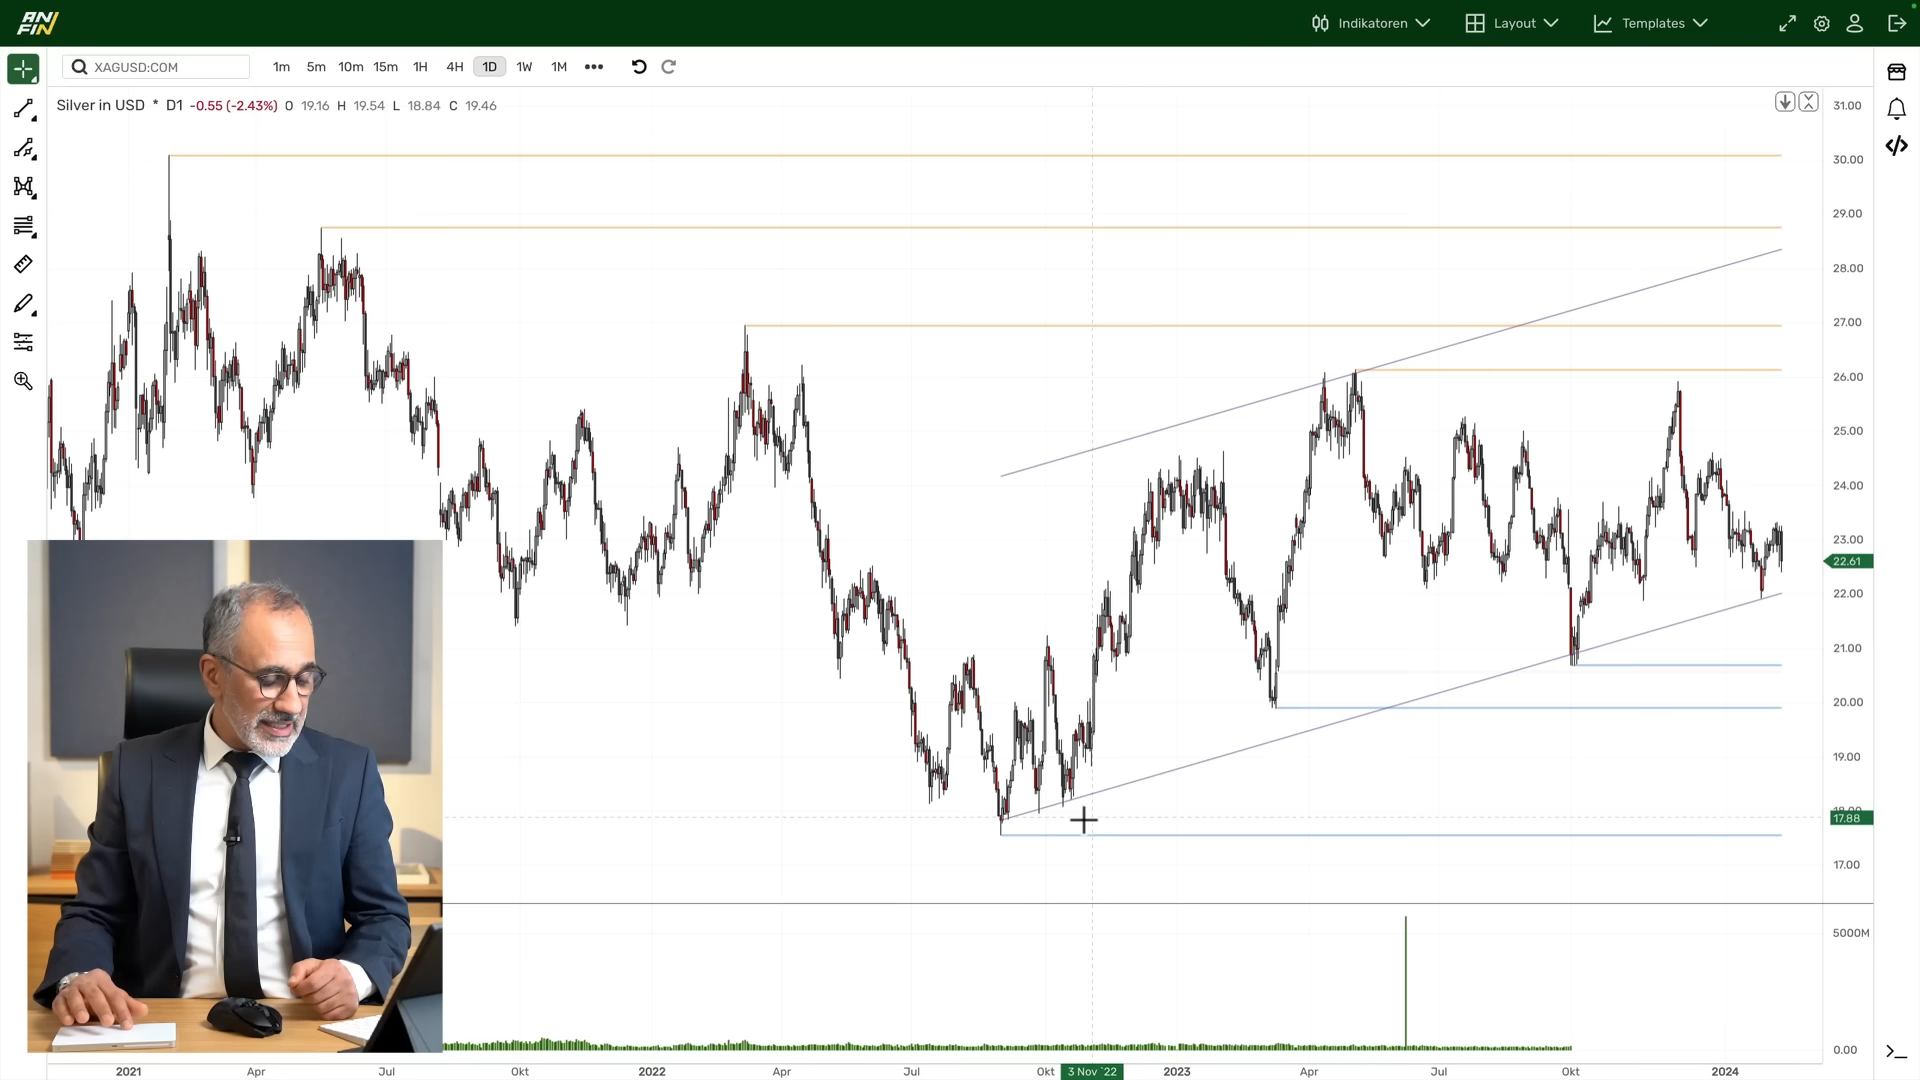 ANFIN
Indikatoren
Layout
Templates
XAGUSD:COM
1m 5m 10m 15m 1H 4H 1D 1W 1M
Silver in USD * D1 -0.55 (-2.43%) O 19.16 H 19.54 L 18.84 C 19.46
31.00
30.00
29.00
28.00
27.00
26.00
25.00
24.00
23.00
22.61
22.00
21.00
20.00
19.00
18.00
17.88
17.00
5000M
0.00
2021 Apr Jul Okt 2022 Apr Jul Okt 3 Nov `22 2023 Apr Jul Okt 2024